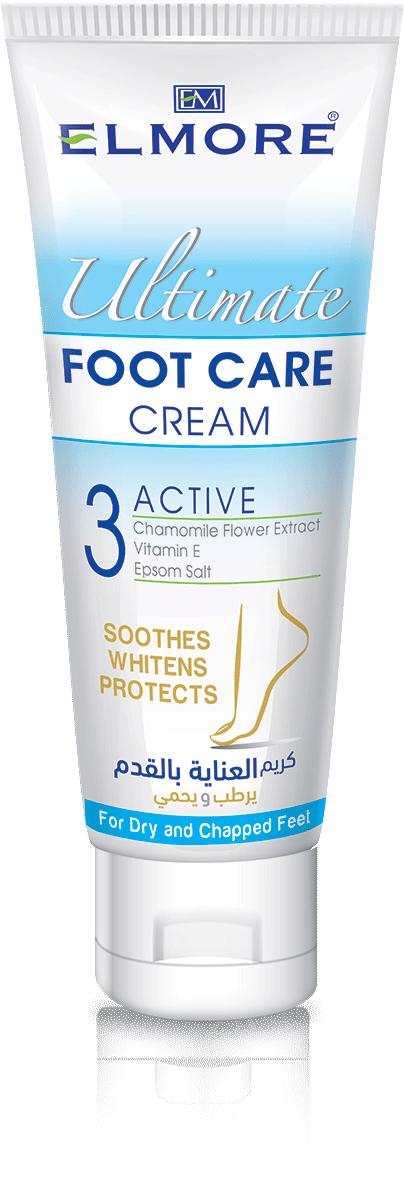 EM
ELMORE®
Ultimate
FOOT CARE
CREAM
3 ACTIVE
Chamomile Flower Extract
Vitamin E
Epsom Salt
SOOTHES
WHITENS
PROTECTS
كريم العناية بالقدم
يرطب و يحمي
For Dry and Chapped Feet